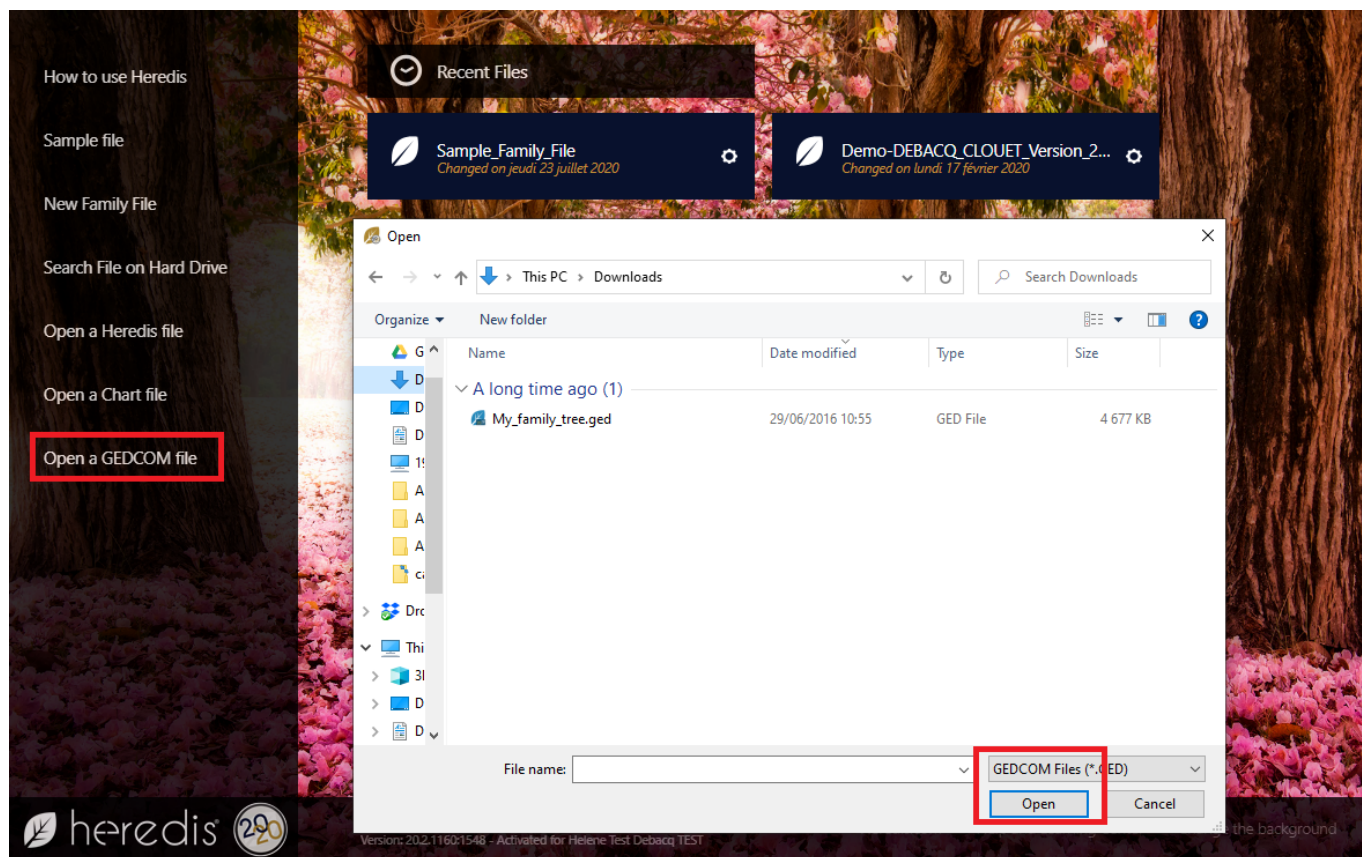 How to use Heredis
Sample file
New Family File
Search File on Hard Drive
Open a Heredis file
Open a Chart file
Open a GEDCOM file
Recent Files
Sample_Family_File
Changed on jeudi 23 juillet 2020
Demo-DEBACQ_CLOUET_Version_2...
Changed on lundi 17 février 2020
Open
This PC > Downloads
Search Downloads
Organize
New folder
Name
Date modified
Type
Size
G
D
D
D
A
A
A
Dro
Thi
D
D
A long time ago (1)
My_family_tree.ged
29/06/2016 10:55
GED File
4 677 KB
File name:
GEDCOM Files (*.GED)
Open
Cancel
heredis
2020
Version: 20.2.1160:1548 - Activated for Helene Test Debacq TEST
the background